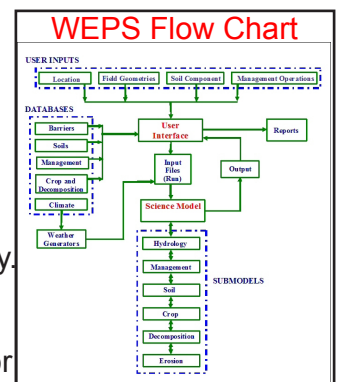 WEPS Flow Chart
USER INPUTS
Location
Field Geometries
Soil Component
Management Operations
DATABASES
Barriers
Soils
Management
Crop and
Decomposition
Climate
User
Interface
Reports
Input
Files
(Run)
Output
Science Model
Weather
Generators
Hydrology
Management
Soil
Crop
Decomposition
Erosion
SUBMODELS
y.
or